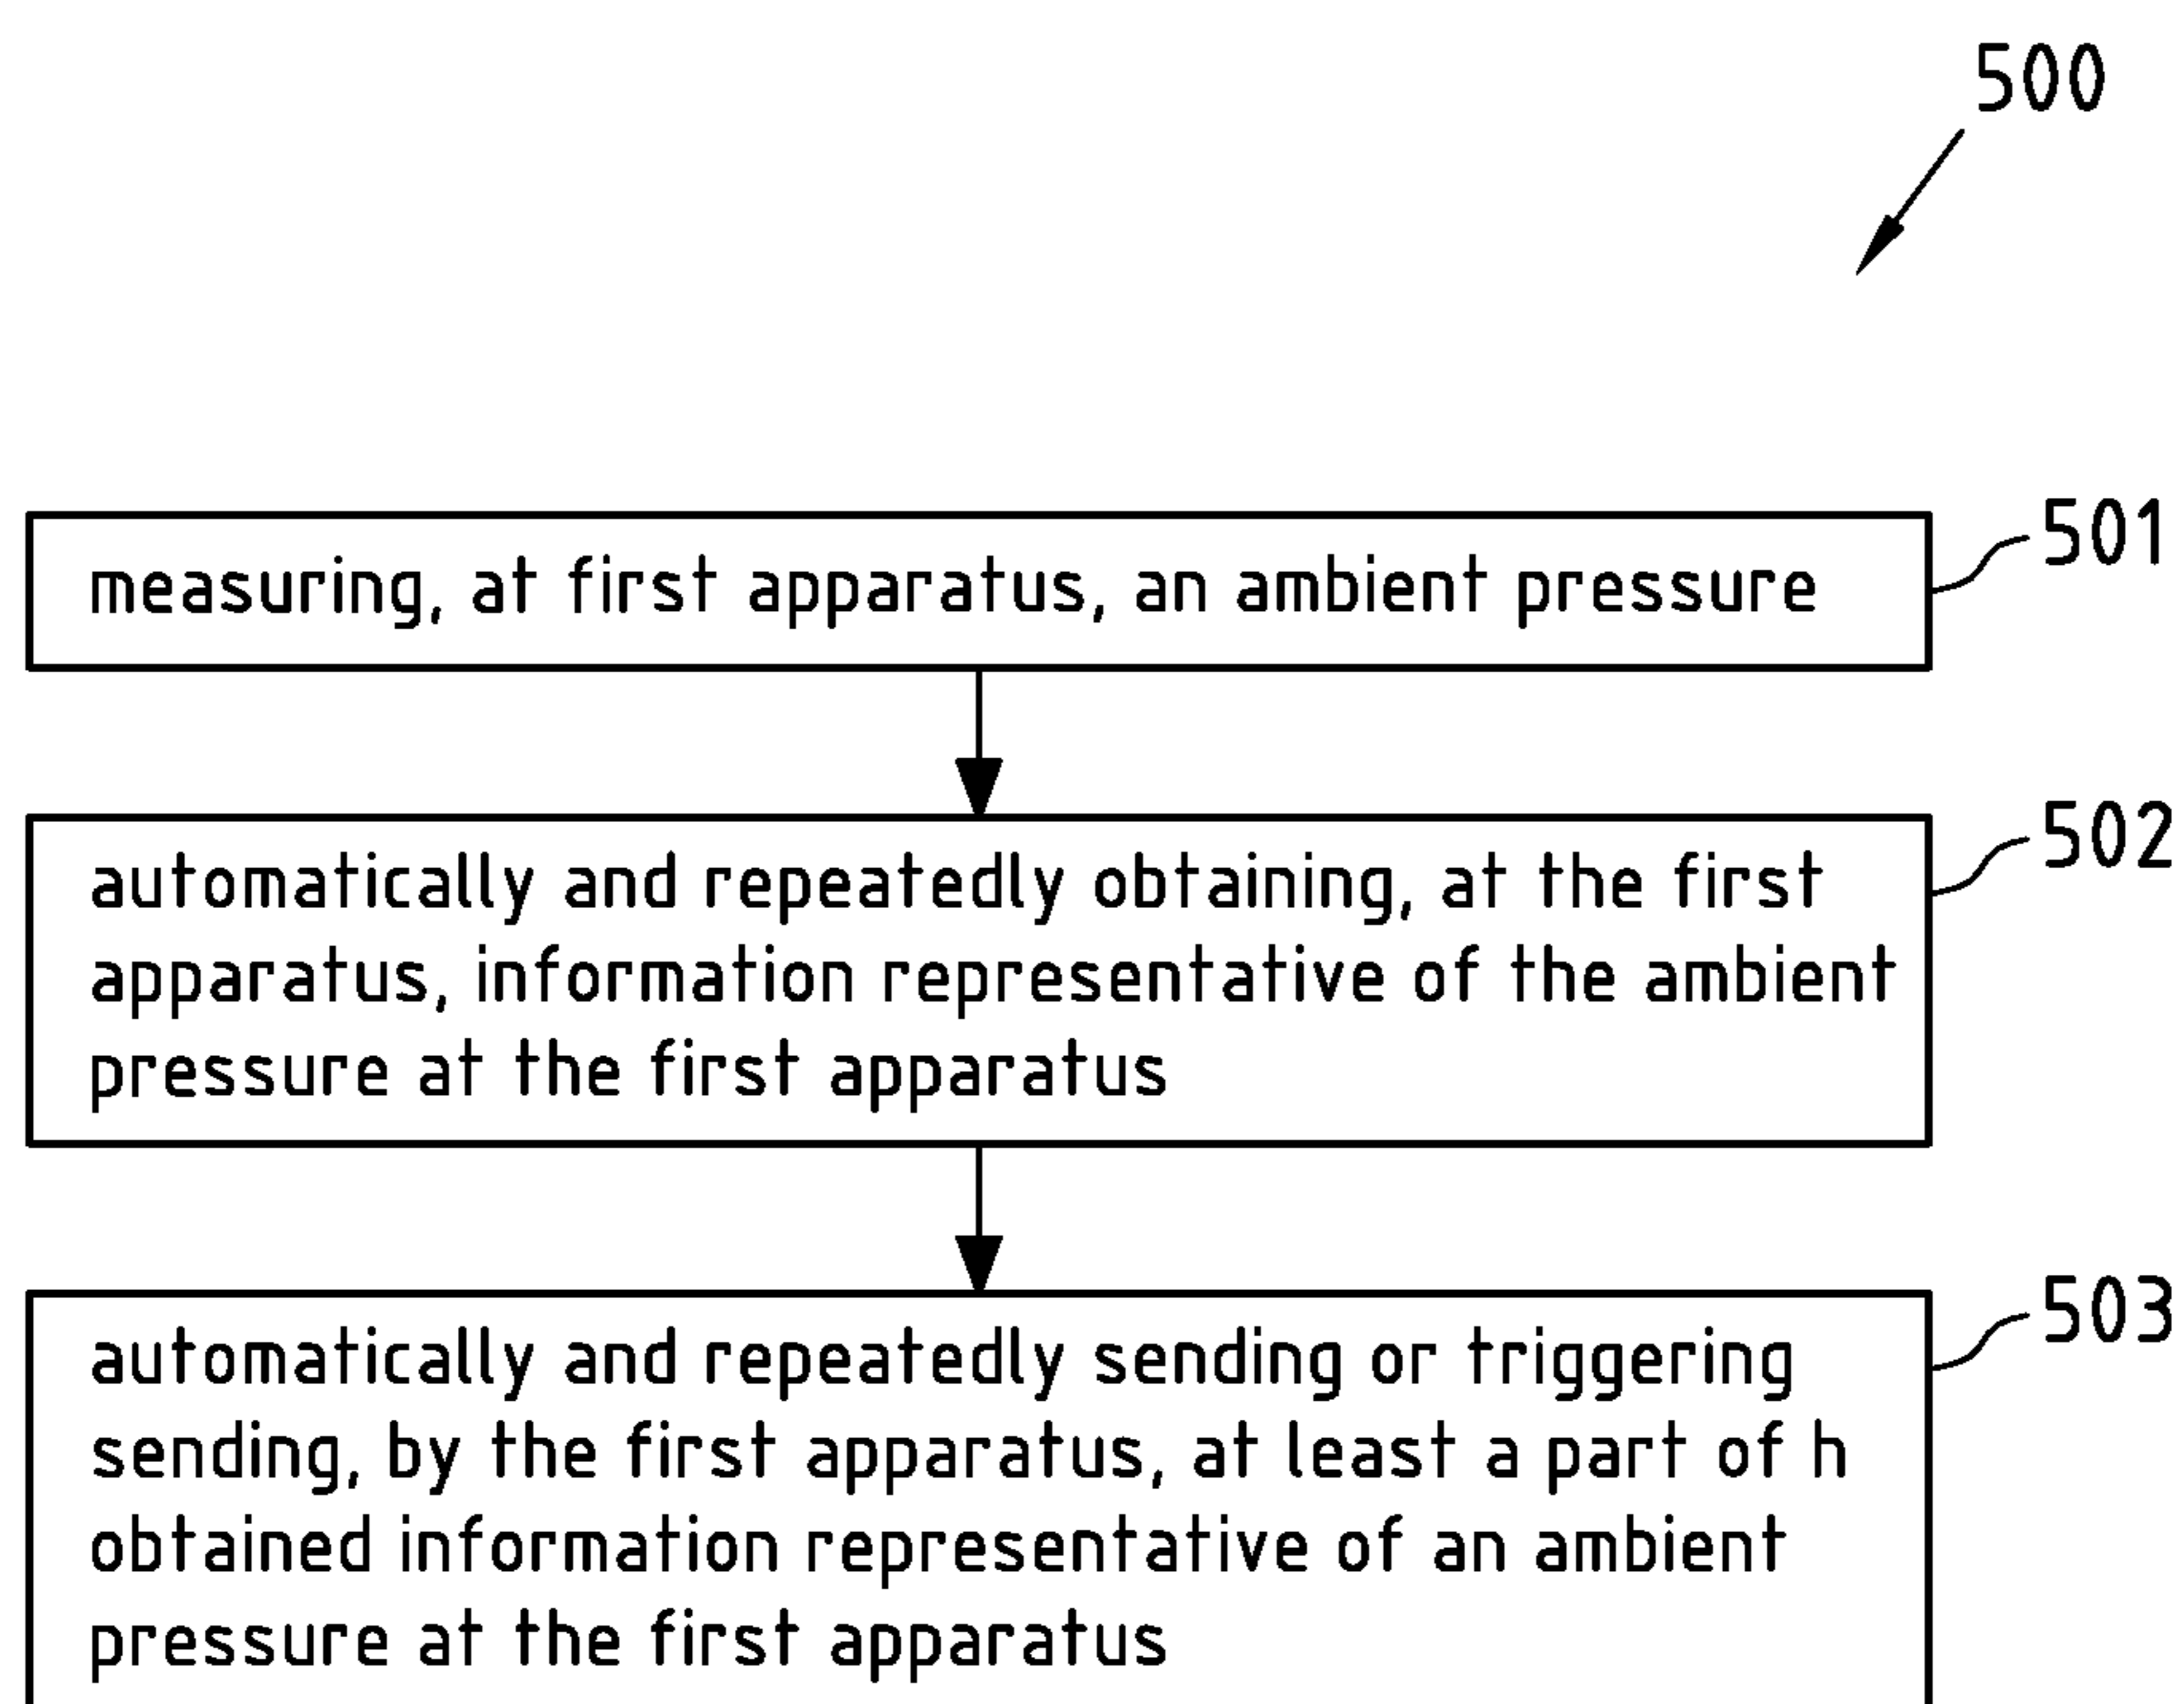 500
measuring, at first apparatus, an ambient pressure
501
automatically and repeatedly obtaining, at the first
apparatus, information representative of the ambient
pressure at the first apparatus
502
automatically and repeatedly sending or triggering
sending, by the first apparatus, at least a part of h
obtained information representative of an ambient
pressure at the first apparatus
503